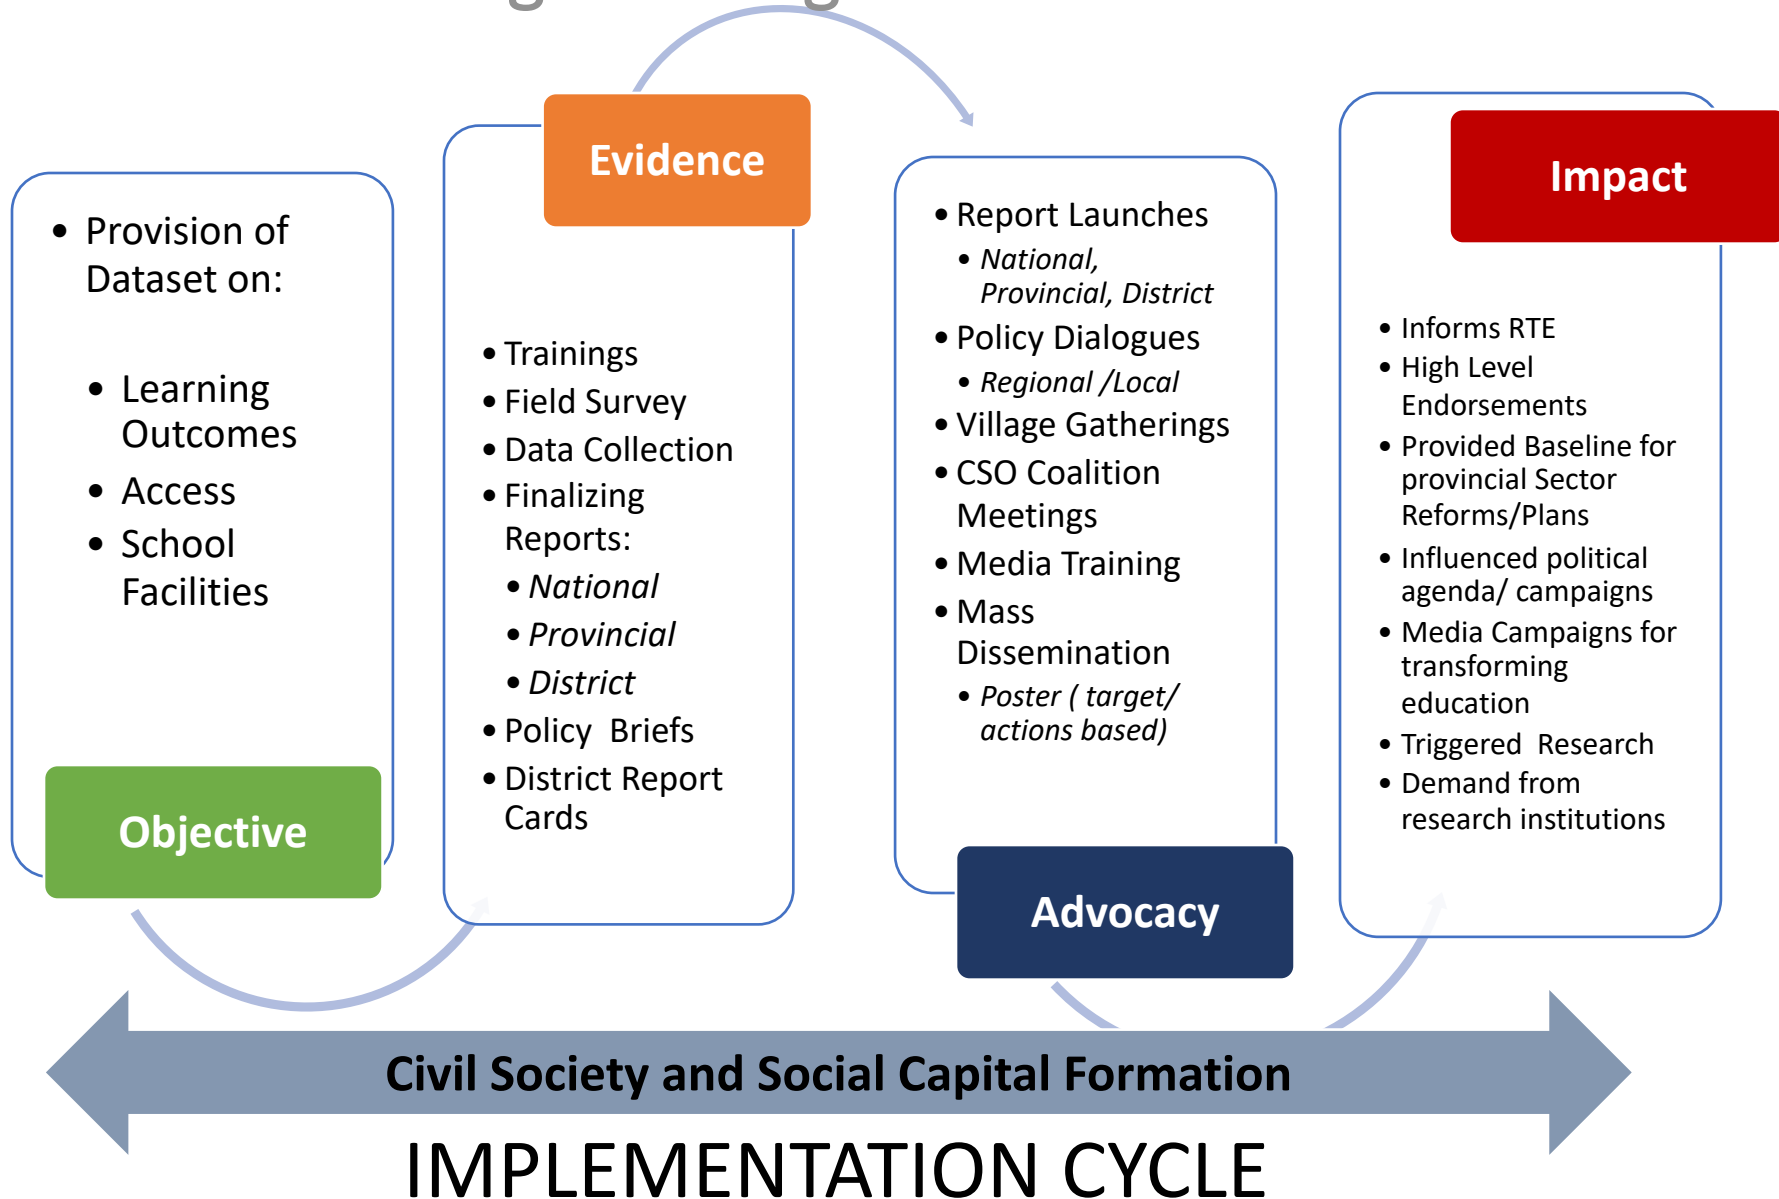 • Provision of
Dataset on:
• Learning
Outcomes
• Access
• School
Facilities
Objective
Evidence
• Trainings
• Field Survey
• Data Collection
• Finalizing
Reports:
• National
• Provincial
• District
• Policy  Briefs
• District Report
Cards
• Report Launches
• National,
Provincial, District
• Policy Dialogues
• Regional /Local
• Village Gatherings
• CSO Coalition
Meetings
• Media Training
• Mass
Dissemination
• Poster ( target/
actions based)
Advocacy
Impact
• Informs RTE
• High Level
Endorsements
• Provided Baseline for
provincial Sector
Reforms/Plans
• Influenced political
agenda/ campaigns
• Media Campaigns for
transforming
education
• Triggered  Research
• Demand from
research institutions
Civil Society and Social Capital Formation
IMPLEMENTATION CYCLE